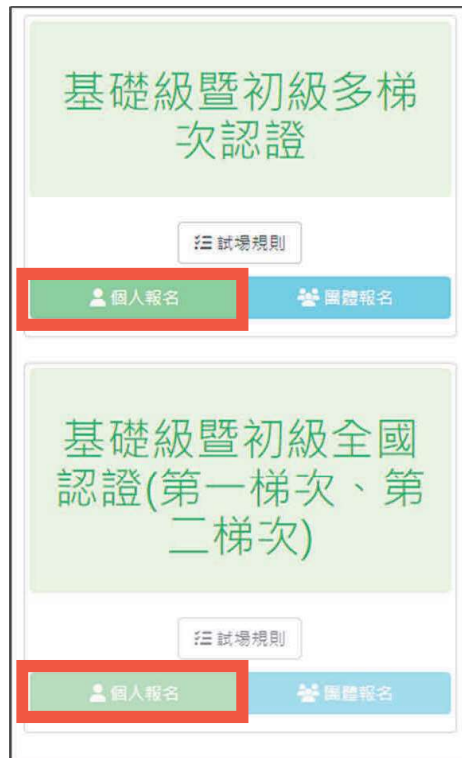 基礎級暨初級多梯
次認證
試場規則
個人報名 團體報名
基礎級暨初級全國
認證(第一梯次、第
二梯次)
試場規則
個人報名 團體報名